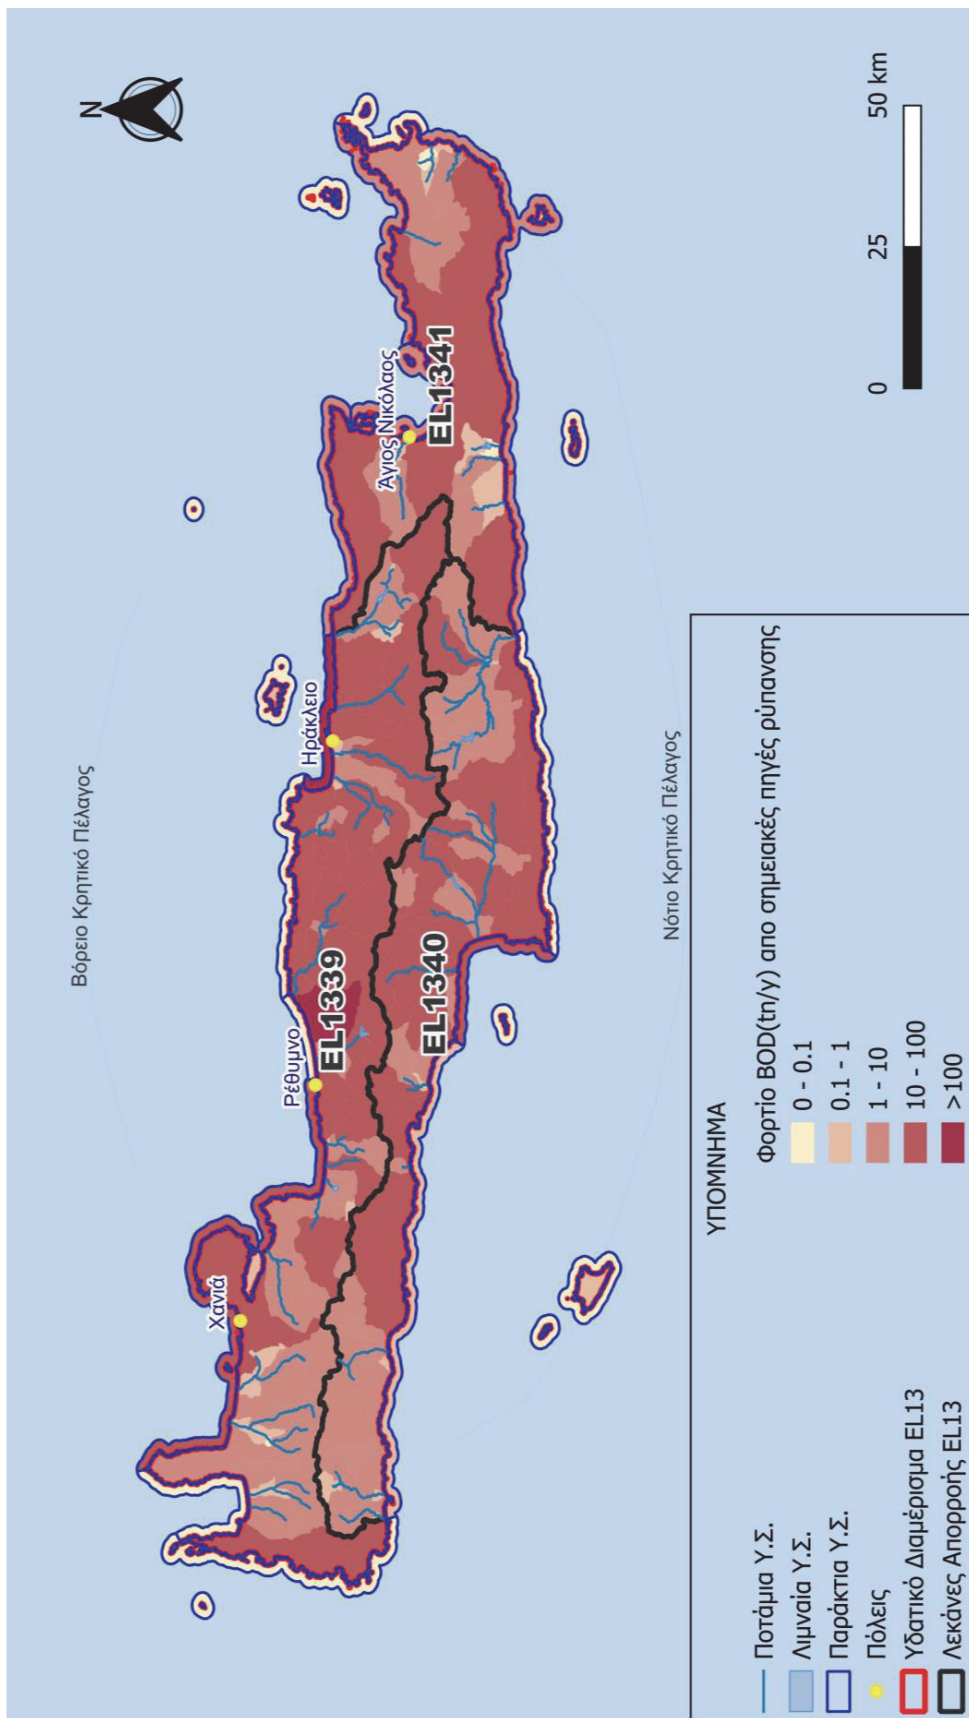 N
Βόρειο Κρητικό Πέλαγος
Χανιά
Ρέθυμνο
Ηράκλειο
Άγιος Νικόλαος
EL1339
EL1340
EL1341
Νότιο Κρητικό Πέλαγος
ΥΠΟΜΝΗΜΑ
Ποτάμια Υ.Σ.
Λιμναία Υ.Σ.
Παράκτια Υ.Σ.
Πόλεις
Υδατικό Διαμέρισμα EL13
Λεκάνες Απορροής EL13
Φορτίο BOD(tn/y) απο σημειακές πηγές ρύπανσης
0 - 0.1
0.1 - 1
1 - 10
10 - 100
>100
0 25 50 km